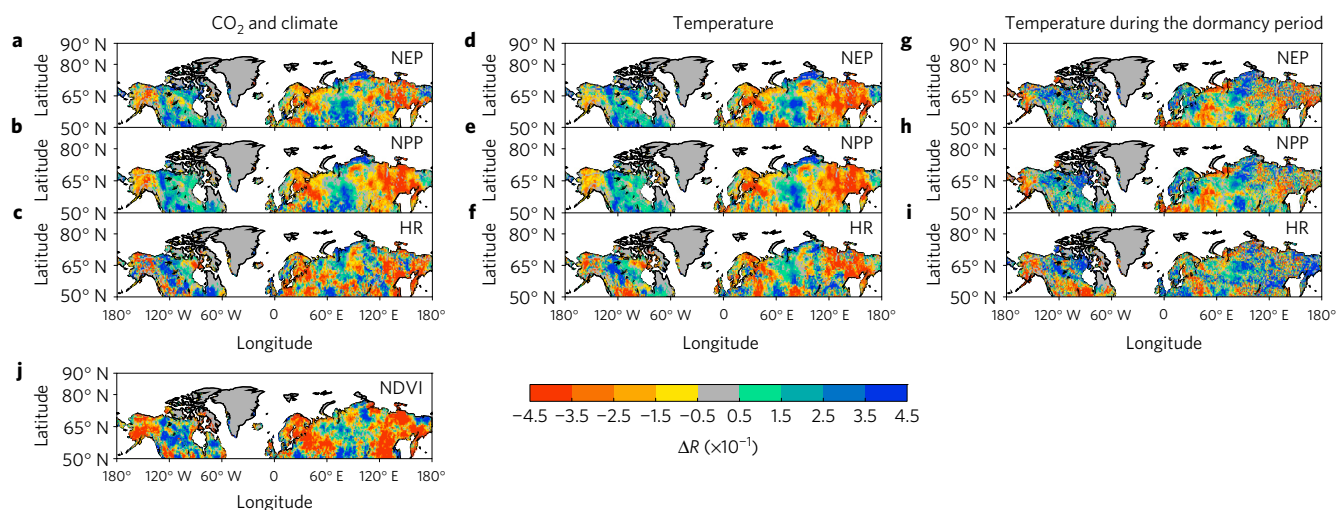 CO₂ and climate
Temperature
Temperature during the dormancy period
a
90° N
80° N
65° N
50° N
Latitude
NEP
b
80° N
65° N
50° N
Latitude
NPP
c
80° N
65° N
50° N
Latitude
HR
180° 120° W 60° W 0 60° E 120° E 180°
Longitude
d
90° N
80° N
65° N
50° N
Latitude
NEP
e
80° N
65° N
50° N
Latitude
NPP
f
80° N
65° N
50° N
Latitude
HR
180° 120° W 60° W 0 60° E 120° E 180°
Longitude
g
90° N
80° N
65° N
50° N
Latitude
NEP
h
80° N
65° N
50° N
Latitude
NPP
i
80° N
65° N
50° N
Latitude
HR
180° 120° W 60° W 0° 60° E 120° E 180°
Longitude
j
90° N
80° N
65° N
50° N
Latitude
NDVI
180° 120° W 60° W 0 60° E 120° E 180°
Longitude
−4.5 −3.5 −2.5 −1.5 −0.5 0.5 1.5 2.5 3.5 4.5
ΔR (×10⁻¹)